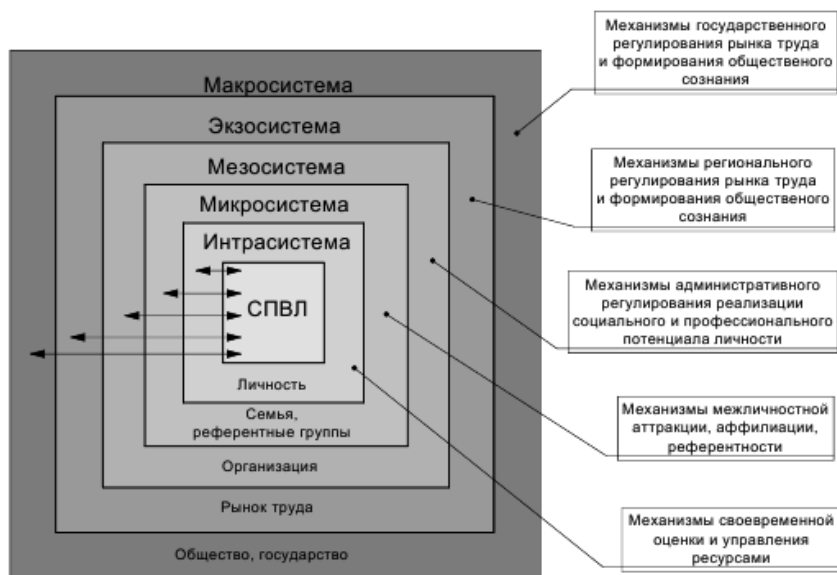 Макросистема
Экзосистема
Мезосистема
Микросистема
Интрасистема
СПВЛ
Личность
Семья,
референтные группы
Организация
Рынок труда
Общество, государство
Механизмы государственного
регулирования рынка труда
и формирования общественого
сознания
Механизмы регионального
регулирования рынка труда
и формирования общественого
сознания
Механизмы административного
регулирования реализации
социального и профессионального
потенциала личности
Механизмы межличностной
аттракции, аффилиации,
референтности
Механизмы своевременной
оценки и управления
ресурсами